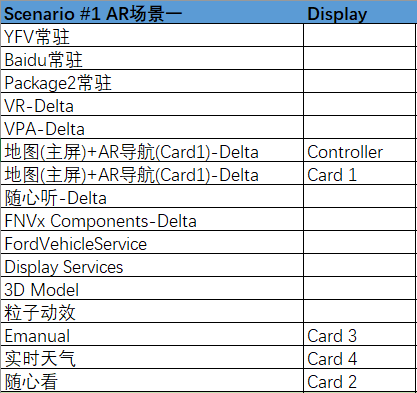 Scenario #1 AR场景一 Display
YFV常驻
Baidu常驻
Package2常驻
VR-Delta
VPA-Delta
地图(主屏)+AR导航(Card1)-Delta Controller
地图(主屏)+AR导航(Card1)-Delta Card 1
随心听-Delta
FNVx Components-Delta
FordVehicleService
Display Services
3D Model
粒子动效
Emanual Card 3
实时天气 Card 4
随心看 Card 2